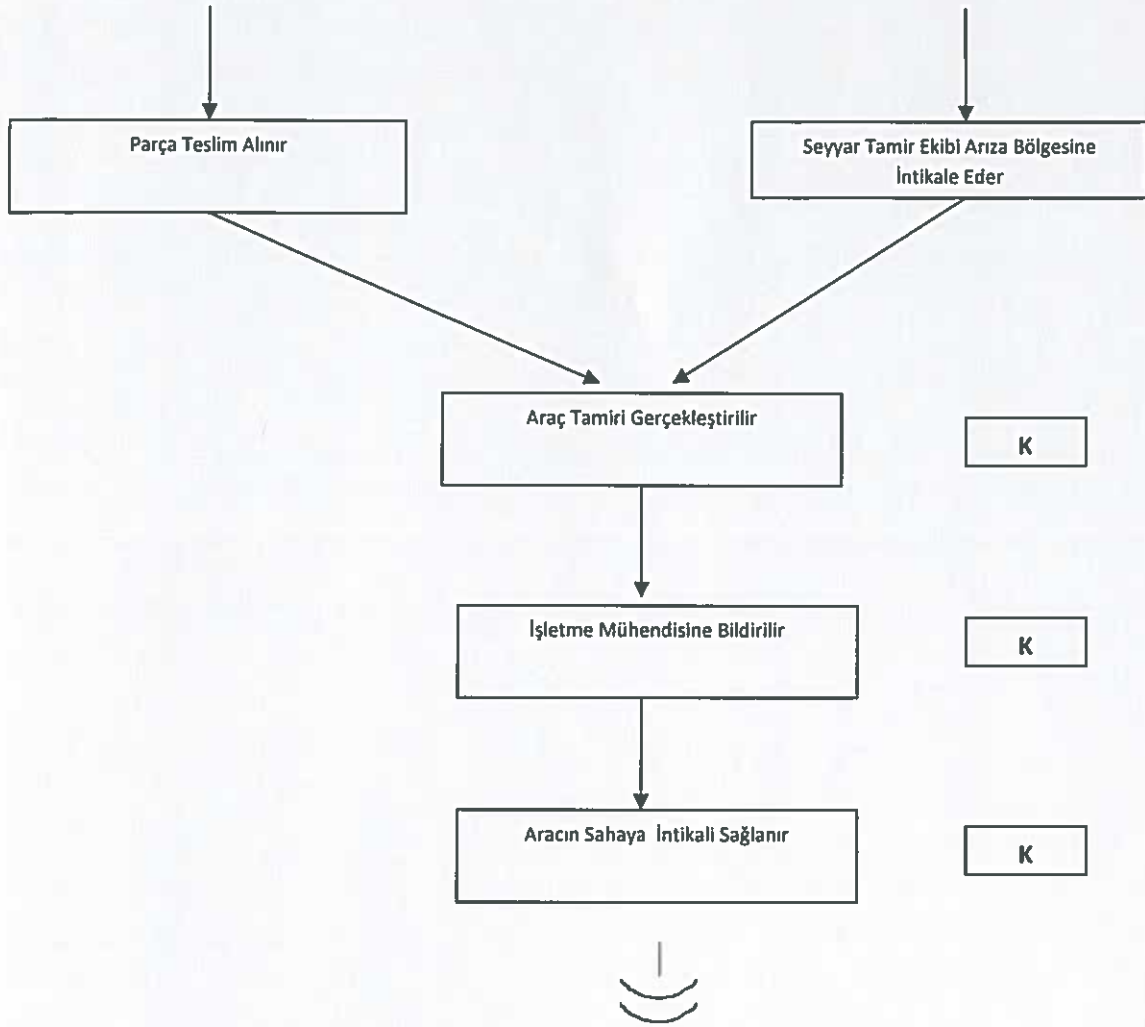 Parça Teslim Alınır
Seyyar Tamir Ekibi Arıza Bölgesine
İntikale Eder
Araç Tamiri Gerçekleştirilir
K
İşletme Mühendisine Bildirilir
K
Aracın Sahaya İntikali Sağlanır
K